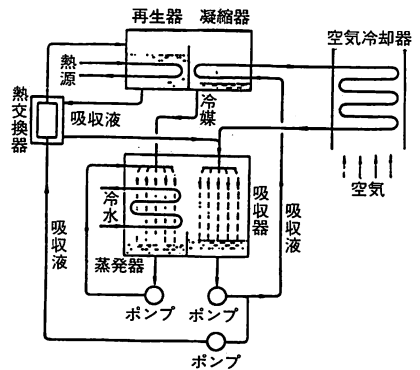 再生器 凝縮器
空気冷却器
熱源
熱交換器
吸収液
冷媒
空気
冷水
吸収器
吸収液
吸収液
蒸発器
ポンプ ポンプ
ポンプ